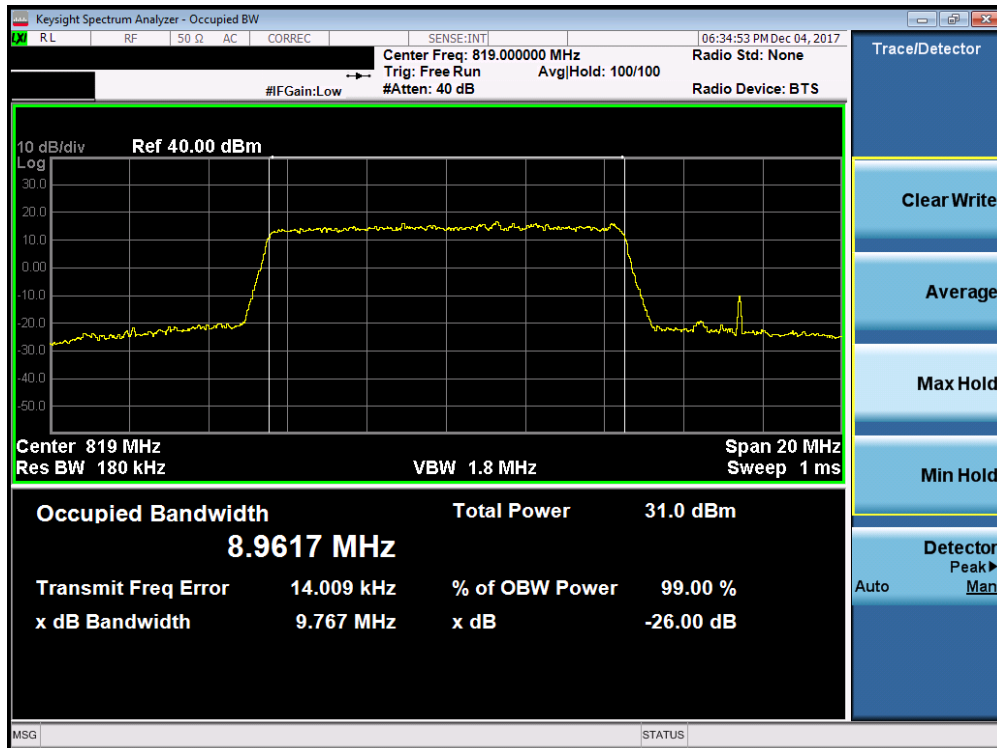 Keysight Spectrum Analyzer - Occupied BW
LXI RL RF 50 Ω AC CORREC SENSE:INT 06:34:53 PM Dec 04, 2017
Center Freq: 819.000000 MHz Radio Std: None
Trig: Free Run Avg|Hold: 100/100
#IFGain:Low #Atten: 40 dB Radio Device: BTS
Trace/Detector
10 dB/div Ref 40.00 dBm
Log
30.0
20.0
10.0
0.00
-10.0
-20.0
-30.0
-40.0
-50.0
Center 819 MHz Span 20 MHz
Res BW 180 kHz VBW 1.8 MHz Sweep 1 ms
Occupied Bandwidth Total Power 31.0 dBm
8.9617 MHz
Transmit Freq Error 14.009 kHz % of OBW Power 99.00 %
x dB Bandwidth 9.767 MHz x dB -26.00 dB
Clear Write
Average
Max Hold
Min Hold
Detector
Peak▶
Auto Man
MSG STATUS